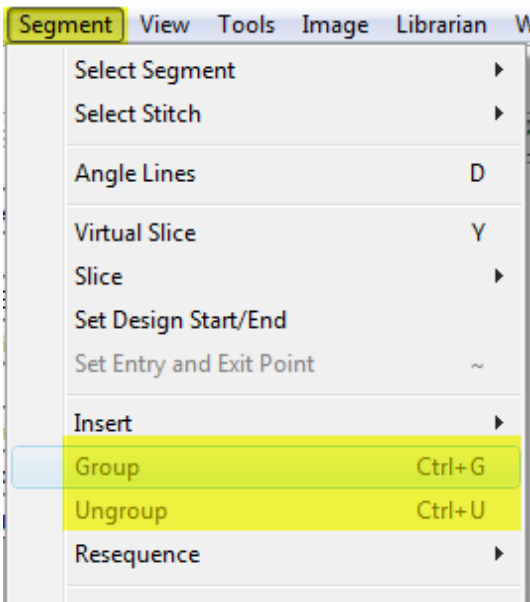 Segment View Tools Image Librarian
Select Segment
Select Stitch
Angle Lines D
Virtual Slice Y
Slice
Set Design Start/End
Set Entry and Exit Point ~
Insert
Group Ctrl+G
Ungroup Ctrl+U
Resequence